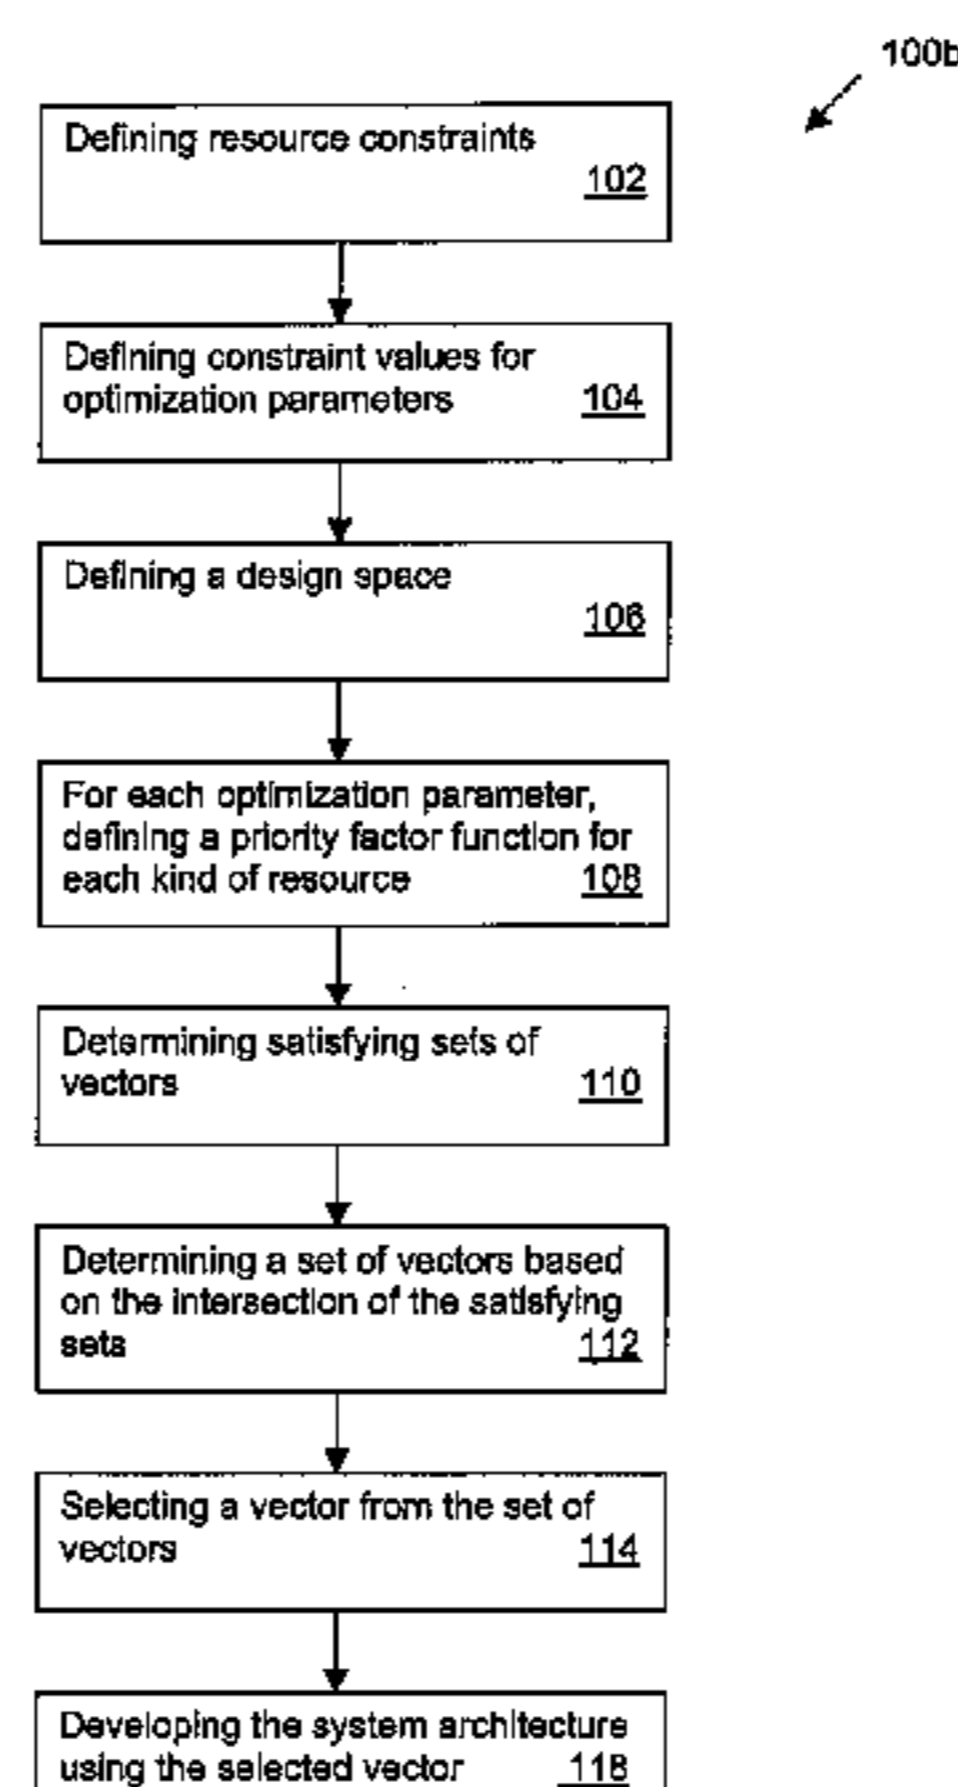 100b
Defining resource constraints
102
Defining constraint values for
optimization parameters 104
Defining a design space
106
For each optimization parameter,
defining a priority factor function for
each kind of resource 108
Determining satisfying sets of
vectors 110
Determining a set of vectors based
on the intersection of the satisfying
sets 112
Selecting a vector from the set of
vectors 114
Developing the system architecture
using the selected vector 118